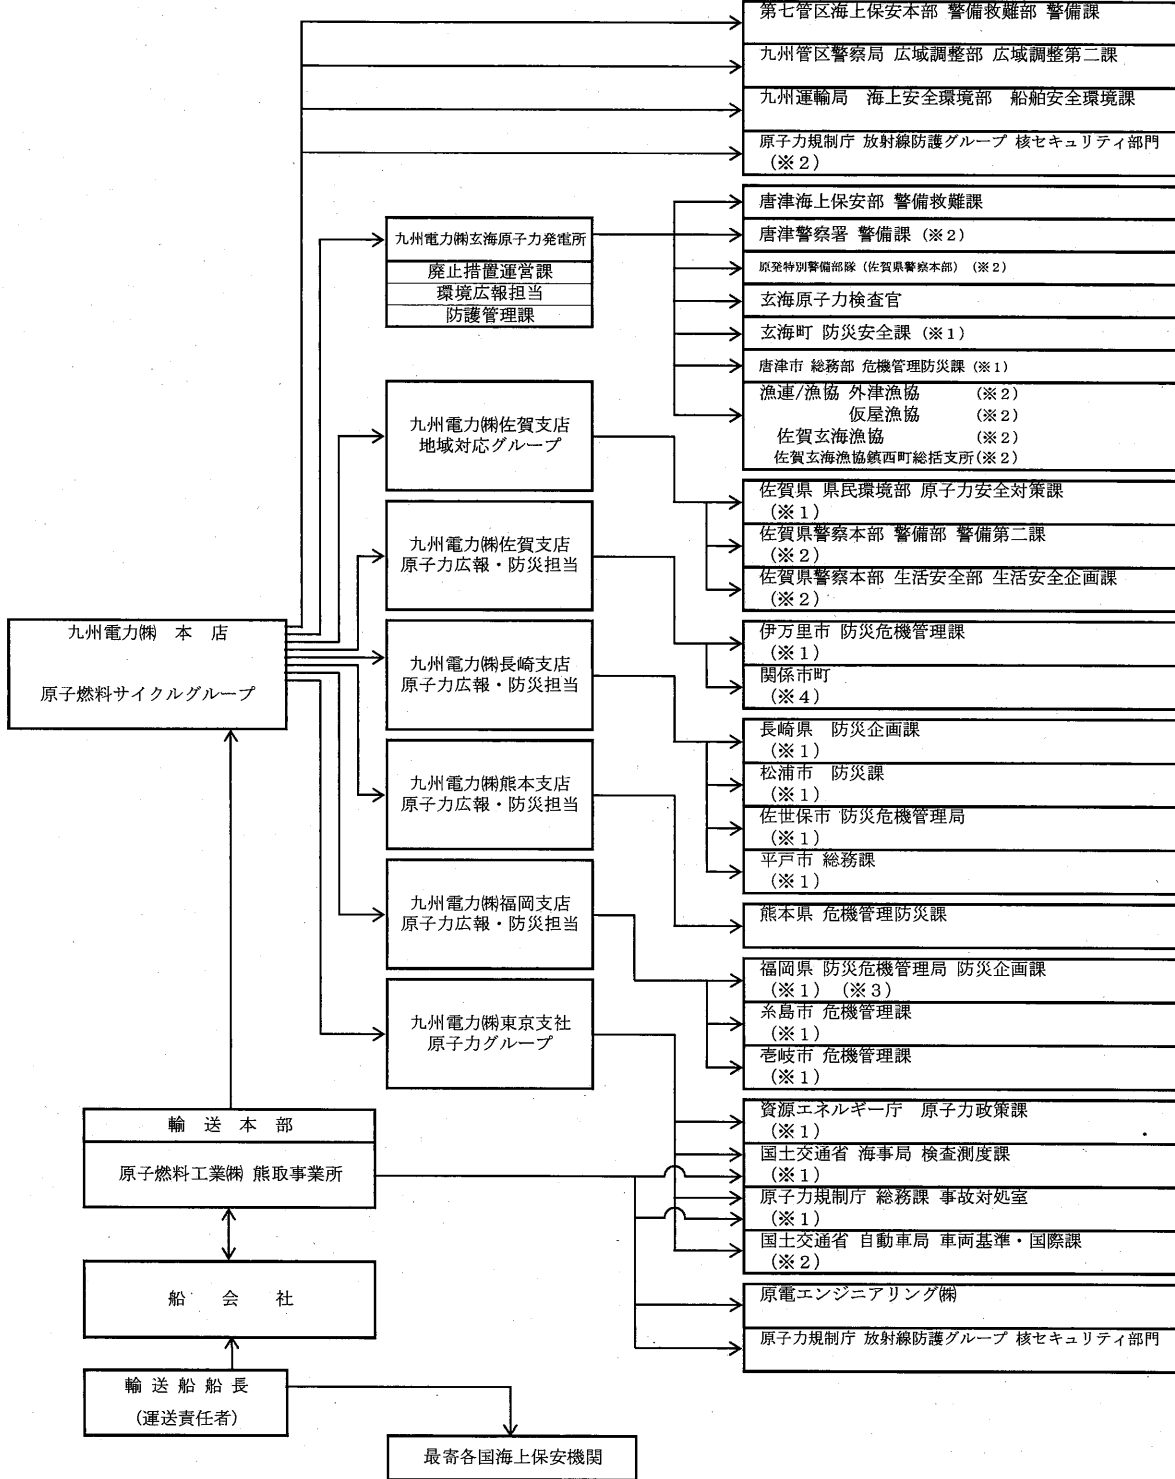 第七管区海上保安本部 警備救難部 警備課
九州管区警察局 広域調整部 広域調整第二課
九州運輸局 海上安全環境部 船舶安全環境課
原子力規制庁 放射線防護グループ 核セキュリティ部門
(※2)
九州電力㈱玄海原子力発電所
廃止措置運営課
環境広報担当
防護管理課
唐津海上保安部 警備救難課
唐津警察署 警備課 (※2)
原発特別警備部隊 (佐賀県警察本部) (※2)
玄海原子力検査官
玄海町 防災安全課 (※1)
唐津市 総務部 危機管理防災課 (※1)
漁連/漁協 外津漁協 (※2)
仮屋漁協 (※2)
佐賀玄海漁協 (※2)
佐賀玄海漁協鎮西町総括支所(※2)
九州電力㈱佐賀支店
地域対応グループ
佐賀県 県民環境部 原子力安全対策課
(※1)
佐賀県警察本部 警備部 警備第二課
(※2)
佐賀県警察本部 生活安全部 生活安全企画課
(※2)
九州電力㈱佐賀支店
原子力広報・防災担当
伊万里市 防災危機管理課
(※1)
関係市町
(※4)
九州電力㈱ 本 店
原子燃料サイクルグループ
九州電力㈱長崎支店
原子力広報・防災担当
長崎県 防災企画課
(※1)
松浦市 防災課
(※1)
佐世保市 防災危機管理局
(※1)
平戸市 総務課
(※1)
九州電力㈱熊本支店
原子力広報・防災担当
熊本県 危機管理防災課
九州電力㈱福岡支店
原子力広報・防災担当
福岡県 防災危機管理局 防災企画課
(※1) (※3)
糸島市 危機管理課
(※1)
壱岐市 危機管理課
(※1)
九州電力㈱東京支社
原子力グループ
資源エネルギー庁 原子力政策課
(※1)
国土交通省 海事局 検査測度課
(※1)
原子力規制庁 総務課 事故対処室
(※1)
国土交通省 自動車局 車両基準・国際課
(※2)
輸 送 本 部
原子燃料工業㈱ 熊取事業所
原電エンジニアリング㈱
原子力規制庁 放射線防護グループ 核セキュリティ部門
船 会 社
輸 送 船 船 長
(運送責任者)
最寄各国海上保安機関